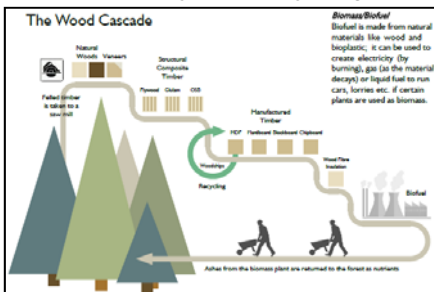 The Wood Cascade
Natural
Woods
Veneers
Felled timber
is taken to a
saw mill
Structural
Composite
Timber
Plywood
Glulam
OSB
Manufactured
Timber
MDF
Hardboard
Blockboard
Chipboard
Woodchips
Recycling
Wood Fibre
Insulation
Biomass/Biofuel
Biofuel is made from natural
materials like wood and
bioplastic; it can be used to
create electricity (by
burning), gas (as the material
decays) or liquid fuel to run
cars, lorries etc. if certain
plants are used as biomass.
Biofuel
Ashes from the biomass plant are returned to the forest as nutrients